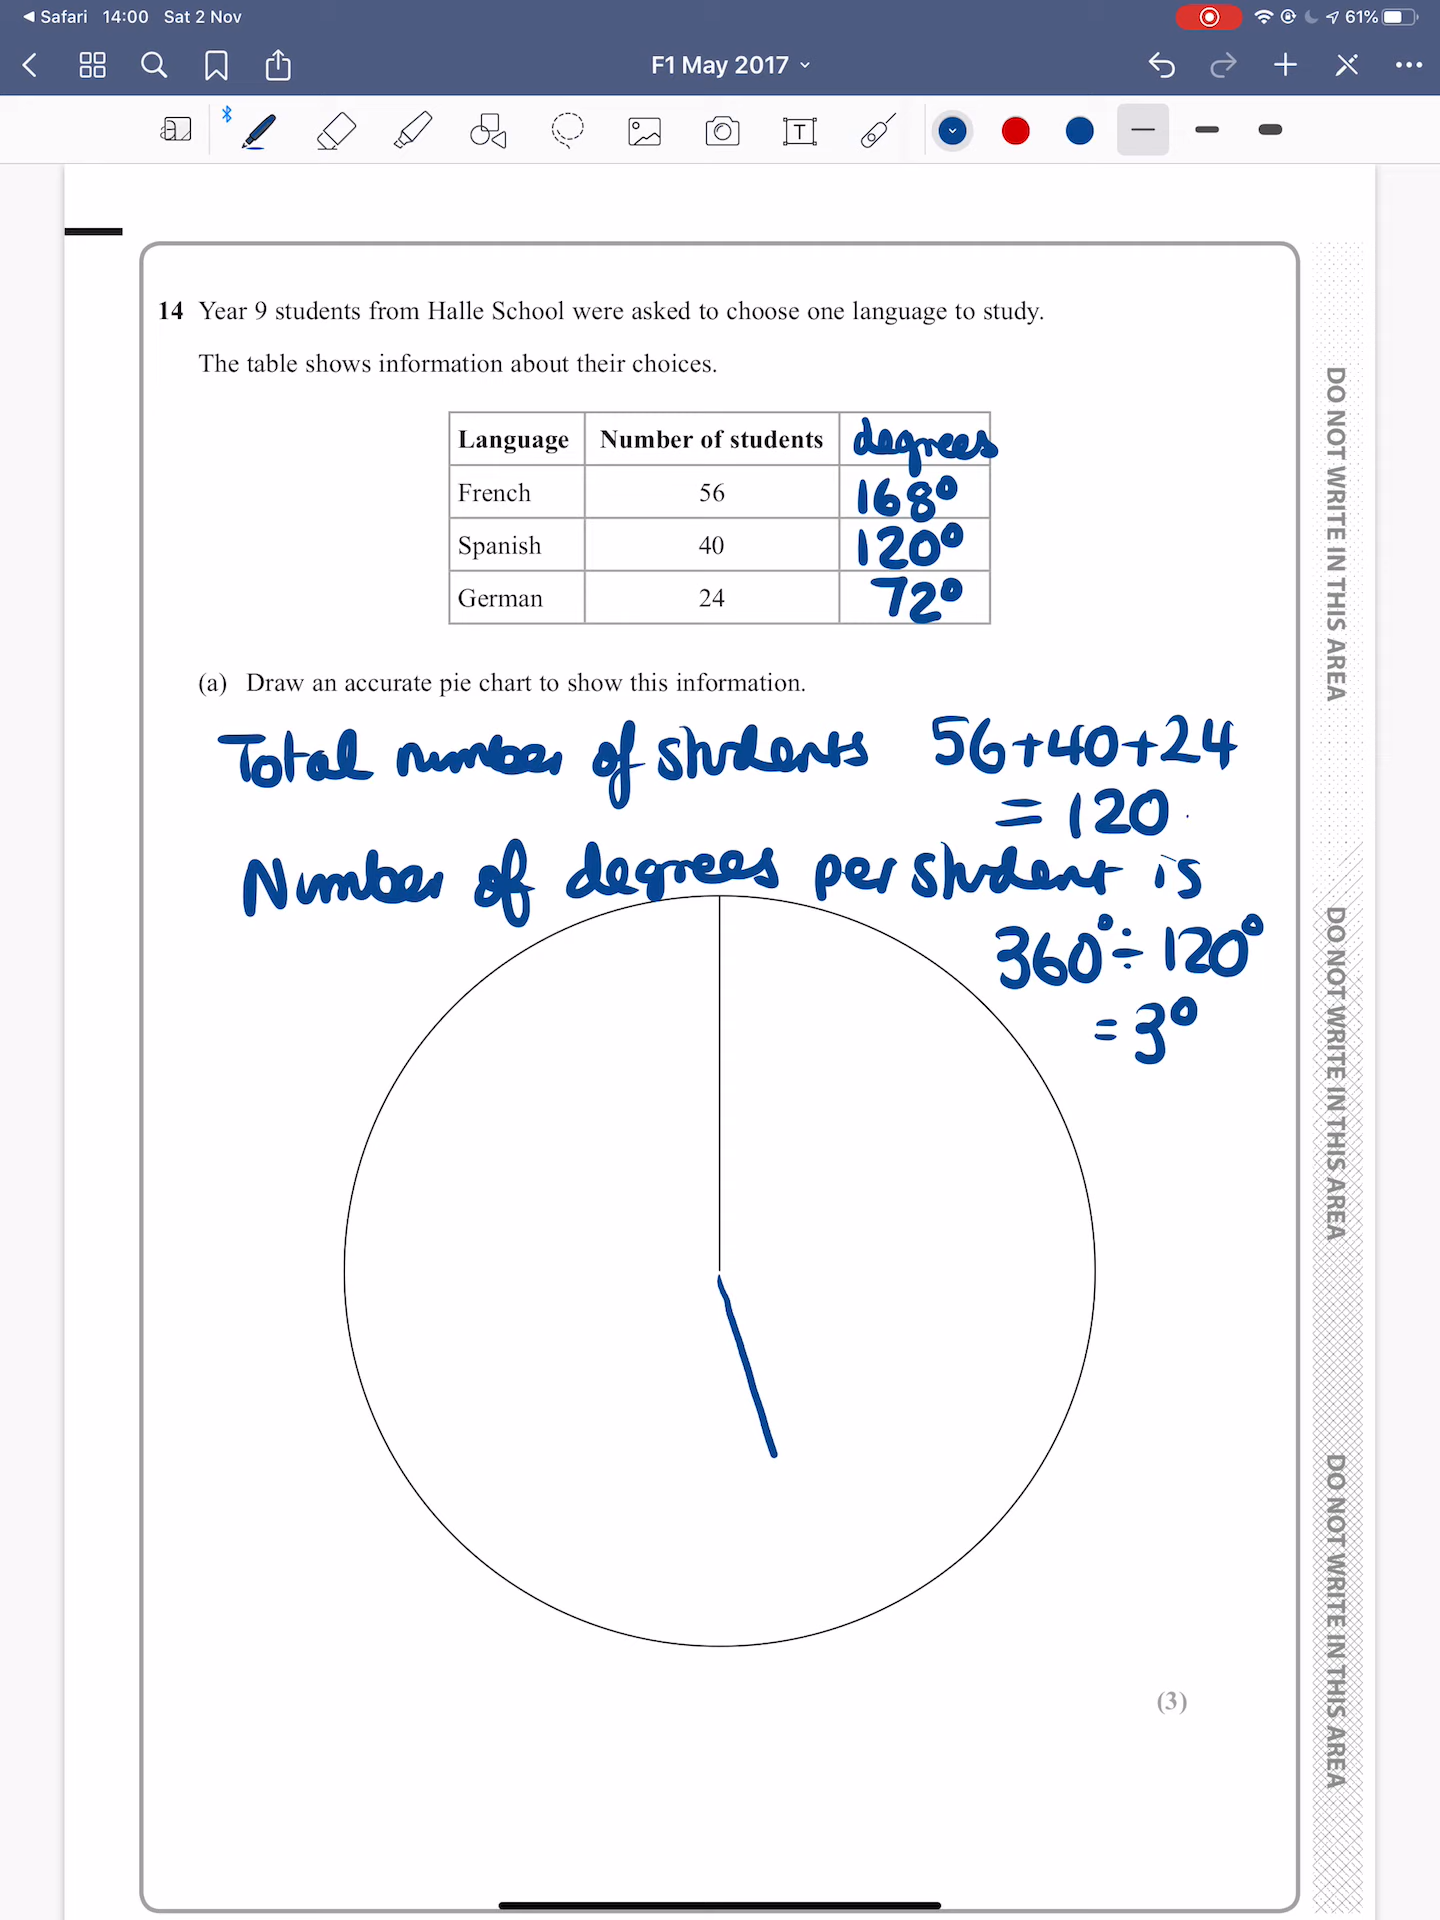 Safari 14:00 Sat 2 Nov 61%
F1 May 2017
14 Year 9 students from Halle School were asked to choose one language to study.
The table shows information about their choices.
Language Number of students degrees
French 56 168°
Spanish 40 120°
German 24 72°
(a) Draw an accurate pie chart to show this information.
Total number of students 56+40+24
= 120
Number of degrees per student is
360° ÷ 120°
= 3°
(3)
DO NOT WRITE IN THIS AREA
DO NOT WRITE IN THIS AREA
DO NOT WRITE IN THIS AREA